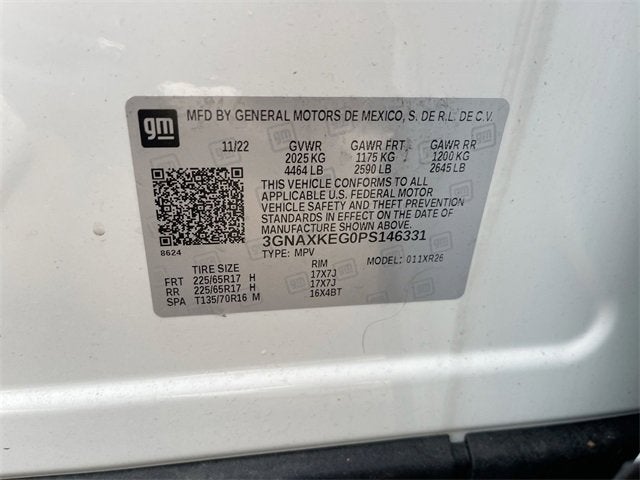 gm MFD BY GENERAL MOTORS DE MEXICO, S. DE R.L. DE C.V.
11/22 GVWR GAWR FRT GAWR RR
2025 KG 1175 KG 1200 KG
4464 LB 2590 LB 2645 LB
THIS VEHICLE CONFORMS TO ALL
APPLICABLE U.S. FEDERAL MOTOR
VEHICLE SAFETY AND THEFT PREVENTION
STANDARDS IN EFFECT ON THE DATE OF
MANUFACTURE SHOWN ABOVE.
3GNAXKEG0PS146331
8624 TYPE: MPV MODEL: 011XR26
TIRE SIZE RIM
FRT 225/65R17 H 17X7J
RR 225/65R17 H 17X7J
SPA T135/70R16 M 16X4BT